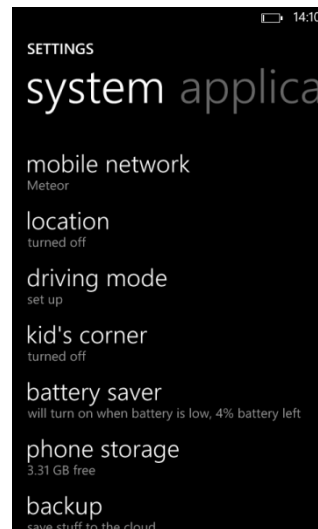 14:10
SETTINGS
system applica
mobile network
Meteor
location
turned off
driving mode
set up
kid's corner
turned off
battery saver
will turn on when battery is low, 4% battery left
phone storage
3.31 GB free
backup
save stuff to the cloud